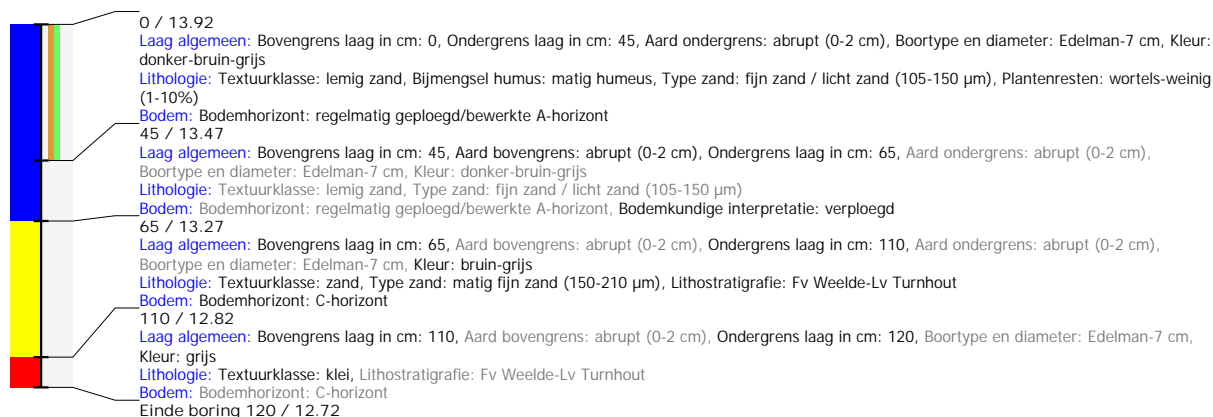 0 / 13.92
Laag algemeen: Bovengrens laag in cm: 0, Ondergrens laag in cm: 45, Aard ondergrens: abrupt (0-2 cm), Boortype en diameter: Edelman-7 cm, Kleur:
donker-bruin-grijs
Lithologie: Textuurklasse: lemig zand, Bijmengsel humus: matig humeus, Type zand: fijn zand / licht zand (105-150 µm), Plantenresten: wortels-weinig
(1-10%)
Bodem: Bodemhorizont: regelmatig geploegd/bewerkte A-horizont
45 / 13.47
Laag algemeen: Bovengrens laag in cm: 45, Aard bovengrens: abrupt (0-2 cm), Ondergrens laag in cm: 65, Aard ondergrens: abrupt (0-2 cm),
Boortype en diameter: Edelman-7 cm, Kleur: donker-bruin-grijs
Lithologie: Textuurklasse: lemig zand, Type zand: fijn zand / licht zand (105-150 µm)
Bodem: Bodemhorizont: regelmatig geploegd/bewerkte A-horizont, Bodemkundige interpretatie: verploegd
65 / 13.27
Laag algemeen: Bovengrens laag in cm: 65, Aard bovengrens: abrupt (0-2 cm), Ondergrens laag in cm: 110, Aard ondergrens: abrupt (0-2 cm),
Boortype en diameter: Edelman-7 cm, Kleur: bruin-grijs
Lithologie: Textuurklasse: zand, Type zand: matig fijn zand (150-210 µm), Lithostratigrafie: Fv Weelde-Lv Turnhout
Bodem: Bodemhorizont: C-horizont
110 / 12.82
Laag algemeen: Bovengrens laag in cm: 110, Aard bovengrens: abrupt (0-2 cm), Ondergrens laag in cm: 120, Boortype en diameter: Edelman-7 cm,
Kleur: grijs
Lithologie: Textuurklasse: klei, Lithostratigrafie: Fv Weelde-Lv Turnhout
Bodem: Bodemhorizont: C-horizont
Einde boring 120 / 12.72